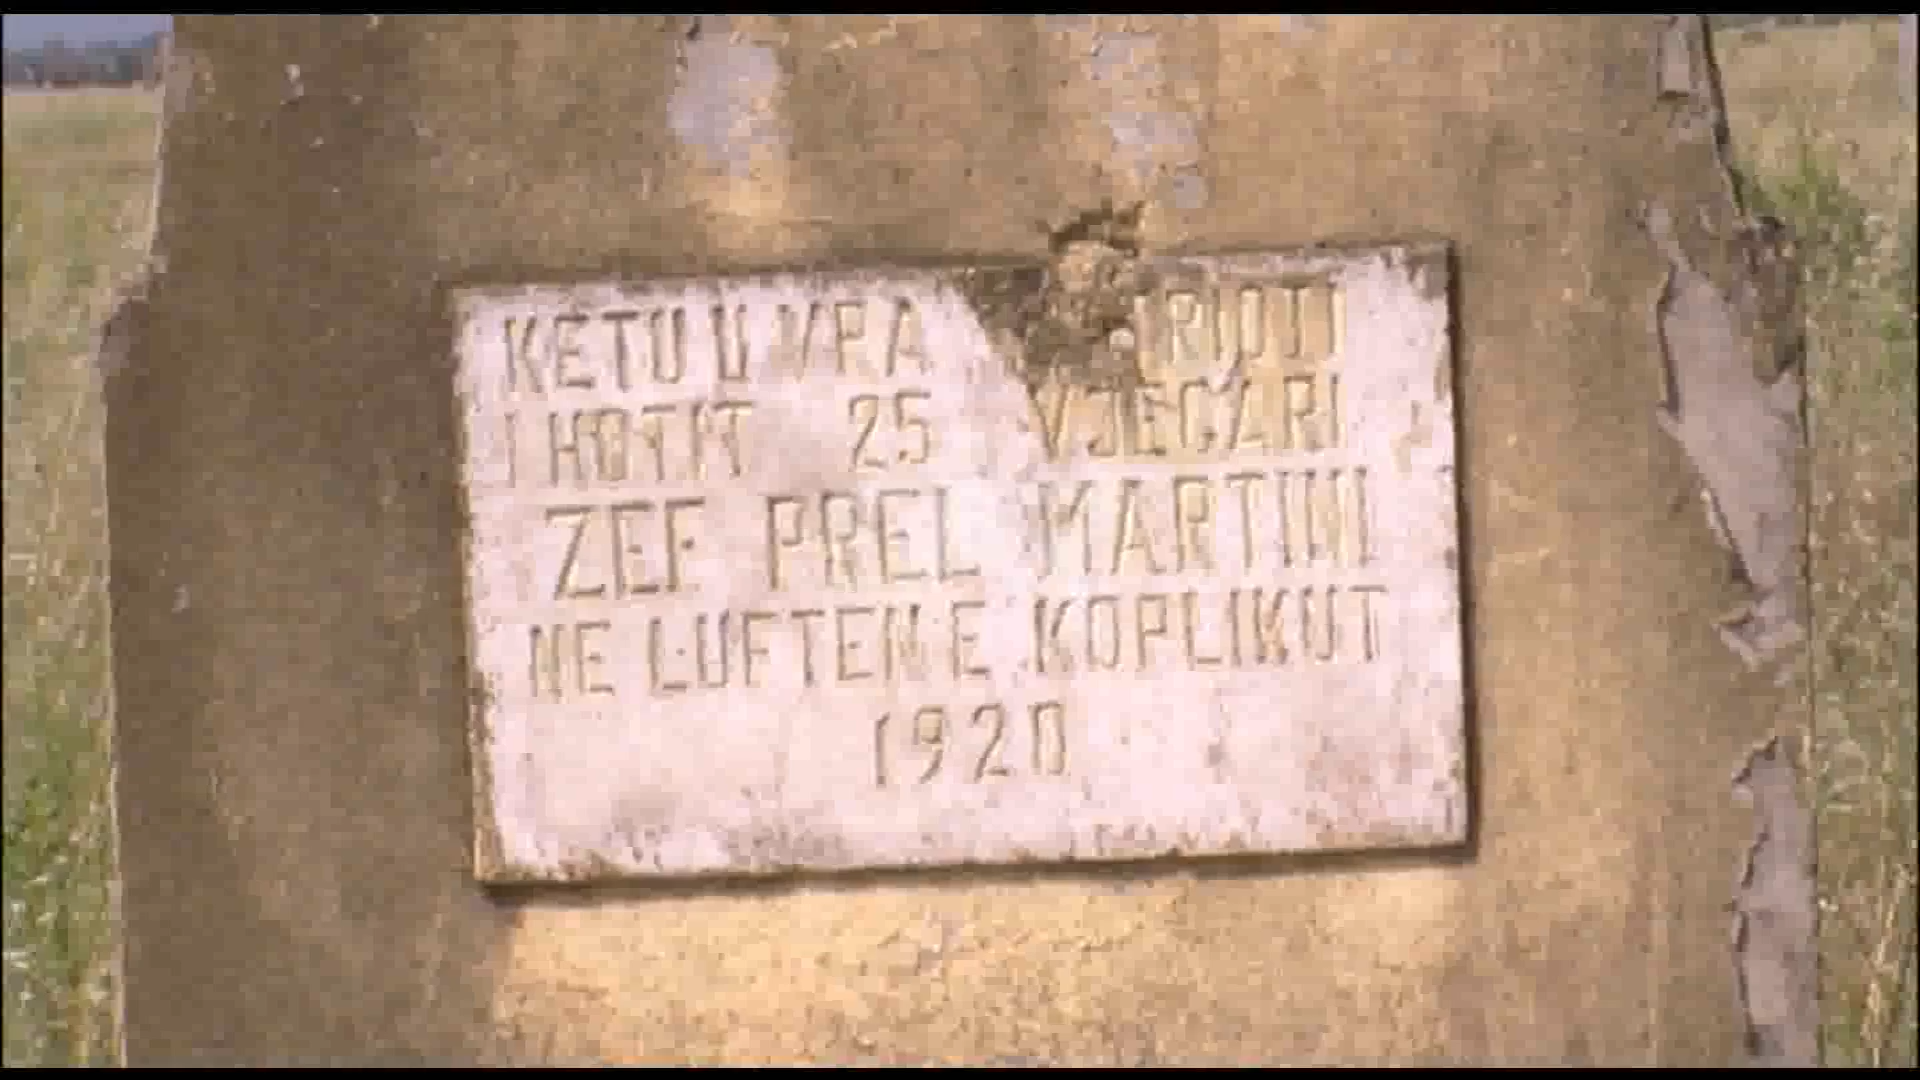 KETU U VRA
I HOTIT 25 VJEÇARI
ZEF PREL MARTINI
NE LUFTEN E KOPLIKUT
1920